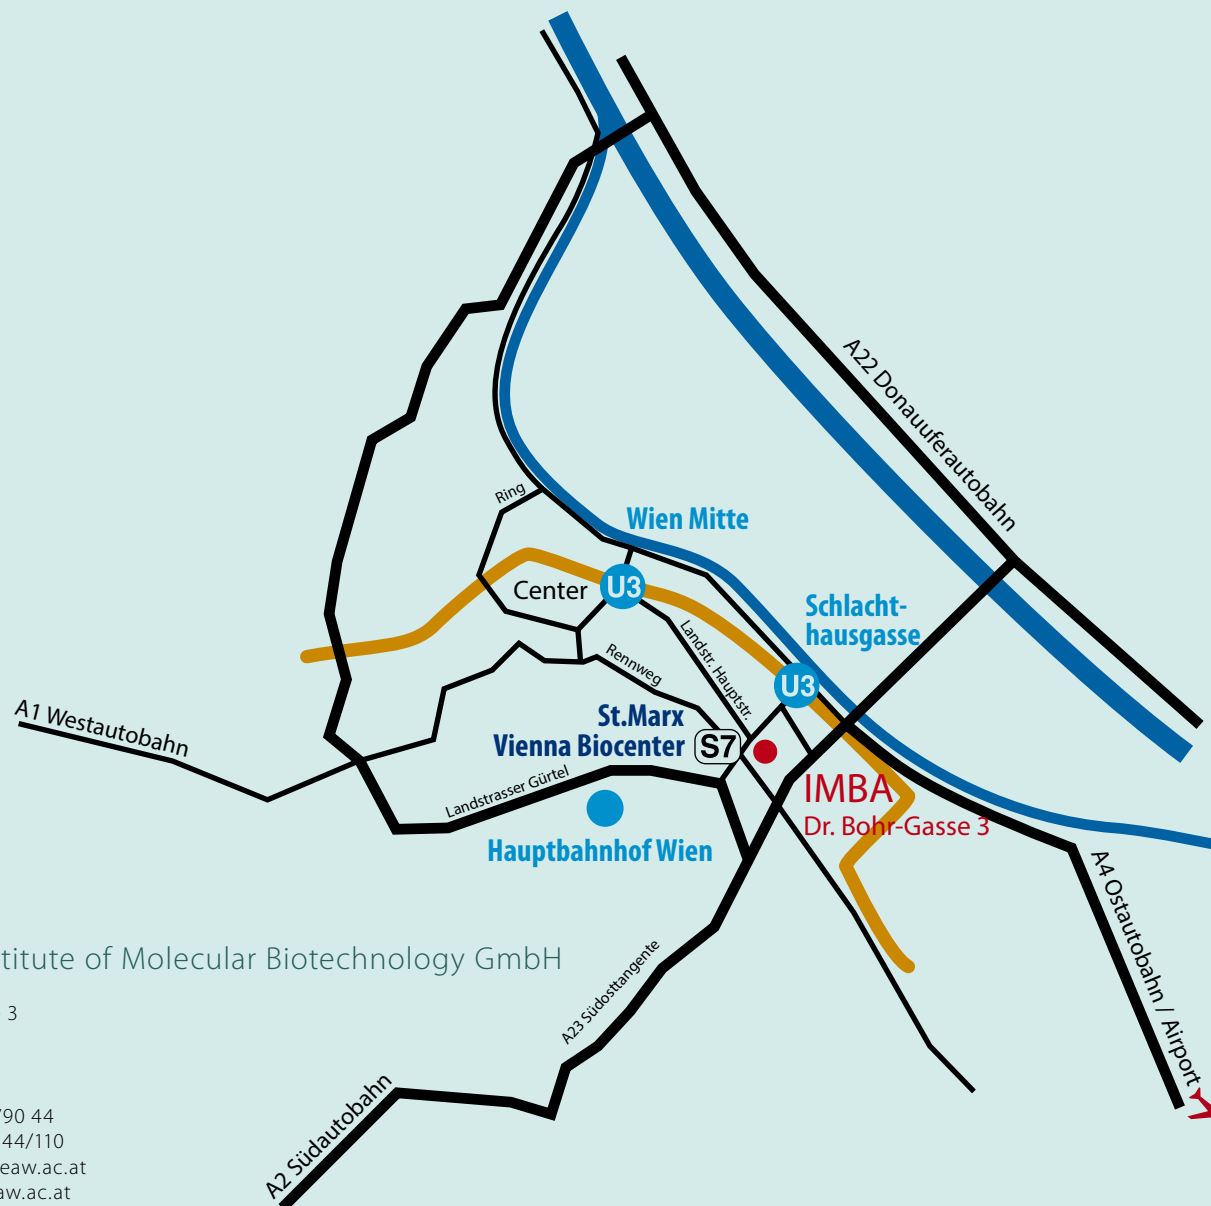 A22 Donauuferautobahn
Ring
Wien Mitte
Center
U3
Schlacht-
hausgasse
Landstr. Hauptstr.
Rennweg
U3
A1 Westautobahn
St.Marx
Vienna Biocenter
S7
Landstrasser Gürtel
IMBA
Dr. Bohr-Gasse 3
Hauptbahnhof Wien
A4 Ostautobahn / Airport
A23 Südosttangente
A2 Südautobahn
titute of Molecular Biotechnology GmbH
3
/90 44
44/110
eaw.ac.at
aw.ac.at